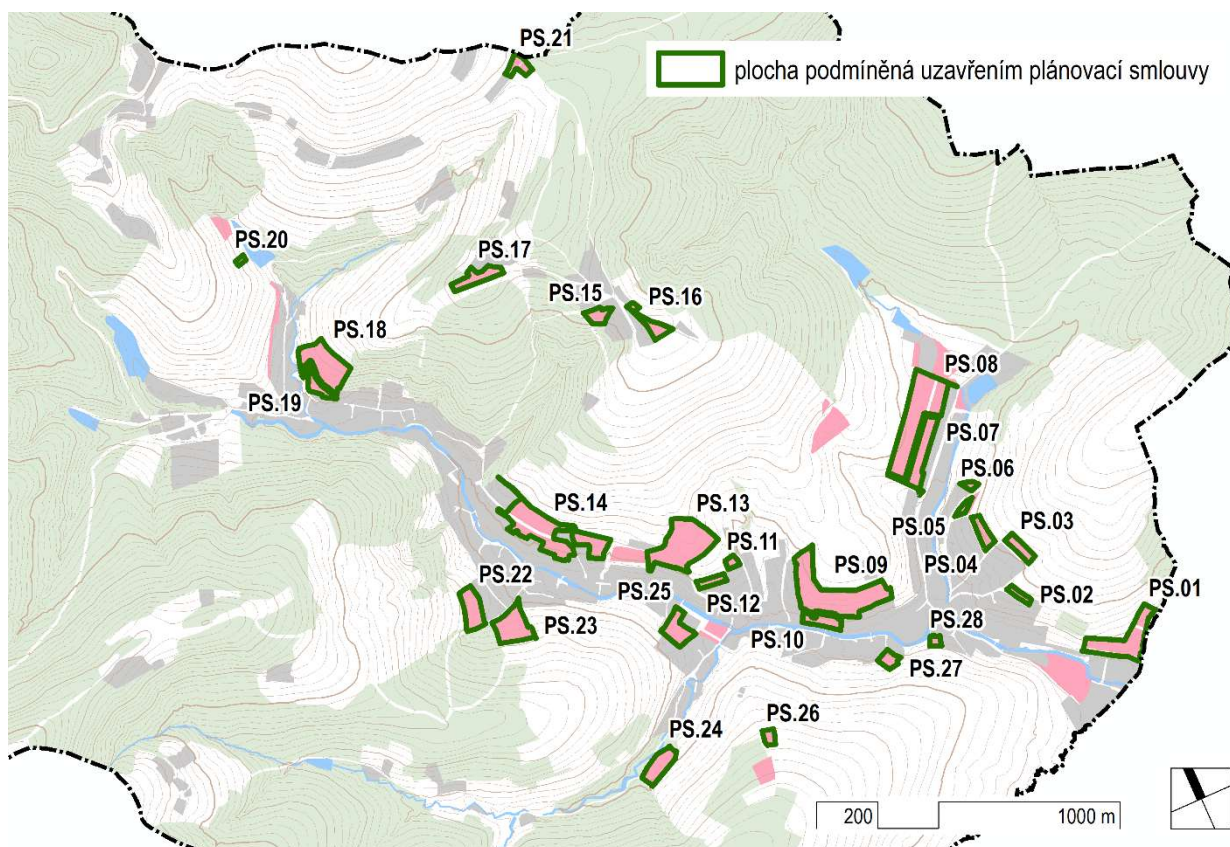 PS.21
plocha podmíněná uzavřením plánovací smlouvy
PS.20
PS.17
PS.15
PS.16
PS.18
PS.19
PS.08
PS.07
PS.06
PS.05
PS.03
PS.04
PS.14
PS.13
PS.11
PS.09
PS.02
PS.01
PS.22
PS.25
PS.12
PS.23
PS.10
PS.28
PS.27
PS.24
PS.26
200
1000 m